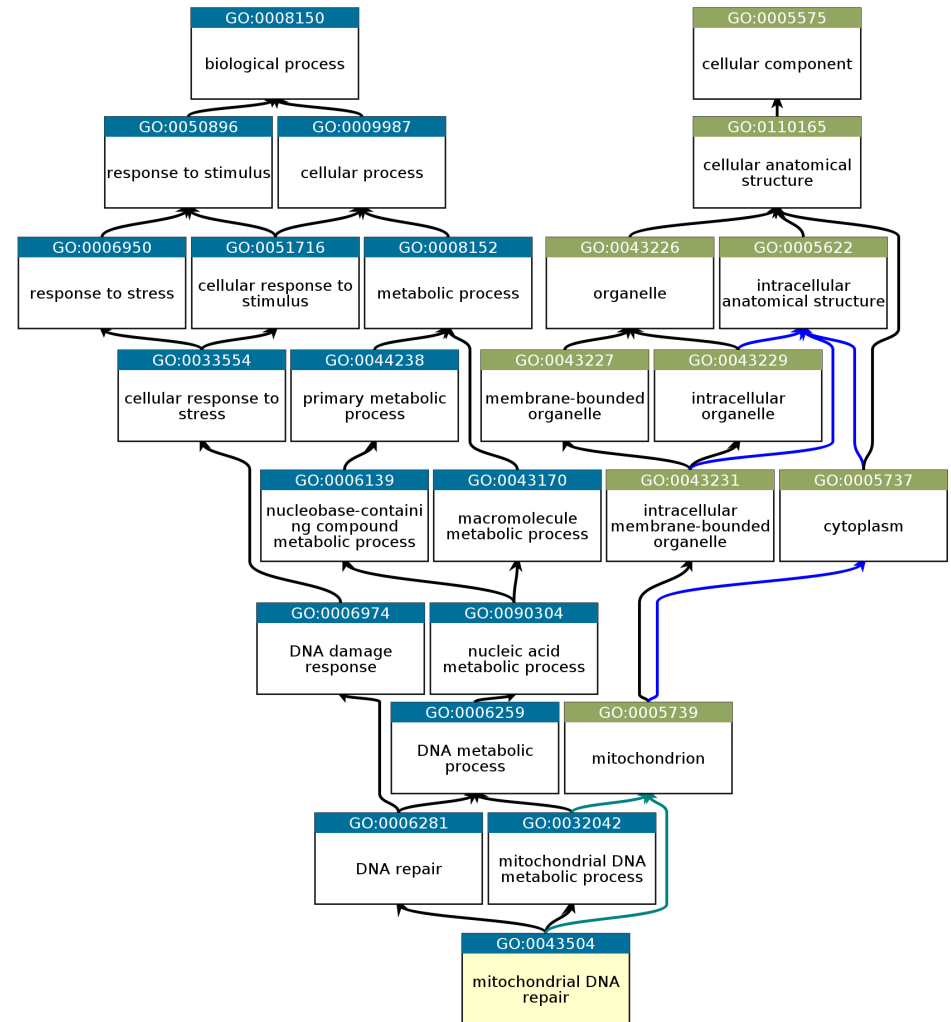 GO:0008150
biological process
GO:0005575
cellular component
GO:0050896
response to stimulus
GO:0009987
cellular process
GO:0110165
cellular anatomical
structure
GO:0006950
response to stress
GO:0051716
cellular response to
stimulus
GO:0008152
metabolic process
GO:0043226
organelle
GO:0005622
intracellular
anatomical structure
GO:0033554
cellular response to
stress
GO:0044238
primary metabolic
process
GO:0043227
membrane-bounded
organelle
GO:0043229
intracellular
organelle
GO:0006139
nucleobase-containi
ng compound
metabolic process
GO:0043170
macromolecule
metabolic process
GO:0043231
intracellular
membrane-bounded
organelle
GO:0005737
cytoplasm
GO:0006974
DNA damage
response
GO:0090304
nucleic acid
metabolic process
GO:0006259
DNA metabolic
process
GO:0005739
mitochondrion
GO:0006281
DNA repair
GO:0032042
mitochondrial DNA
metabolic process
GO:0043504
mitochondrial DNA
repair